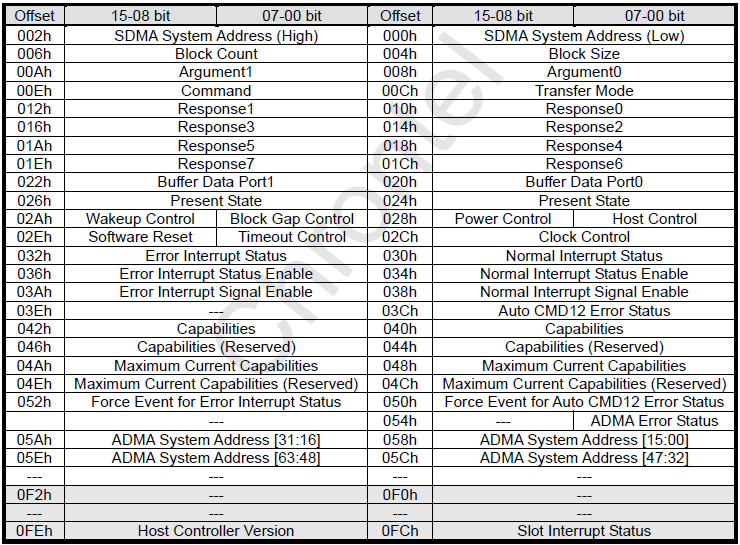 Offset 15-08 bit 07-00 bit Offset 15-08 bit 07-00 bit
002h SDMA System Address (High) 000h SDMA System Address (Low)
006h Block Count 004h Block Size
00Ah Argument1 008h Argument0
00Eh Command 00Ch Transfer Mode
012h Response1 010h Response0
016h Response3 014h Response2
01Ah Response5 018h Response4
01Eh Response7 01Ch Response6
022h Buffer Data Port1 020h Buffer Data Port0
026h Present State 024h Present State
02Ah Wakeup Control Block Gap Control 028h Power Control Host Control
02Eh Software Reset Timeout Control 02Ch Clock Control
032h Error Interrupt Status 030h Normal Interrupt Status
036h Error Interrupt Status Enable 034h Normal Interrupt Status Enable
03Ah Error Interrupt Signal Enable 038h Normal Interrupt Signal Enable
03Eh --- 03Ch Auto CMD12 Error Status
042h Capabilities 040h Capabilities
046h Capabilities (Reserved) 044h Capabilities (Reserved)
04Ah Maximum Current Capabilities 048h Maximum Current Capabilities
04Eh Maximum Current Capabilities (Reserved) 04Ch Maximum Current Capabilities (Reserved)
052h Force Event for Error Interrupt Status 050h Force Event for Auto CMD12 Error Status
--- 054h --- ADMA Error Status
05Ah ADMA System Address [31:16] 058h ADMA System Address [15:00]
05Eh ADMA System Address [63:48] 05Ch ADMA System Address [47:32]
--- --- --- ---
0F2h --- 0F0h ---
--- --- --- ---
0FEh Host Controller Version 0FCh Slot Interrupt Status
Chrontel